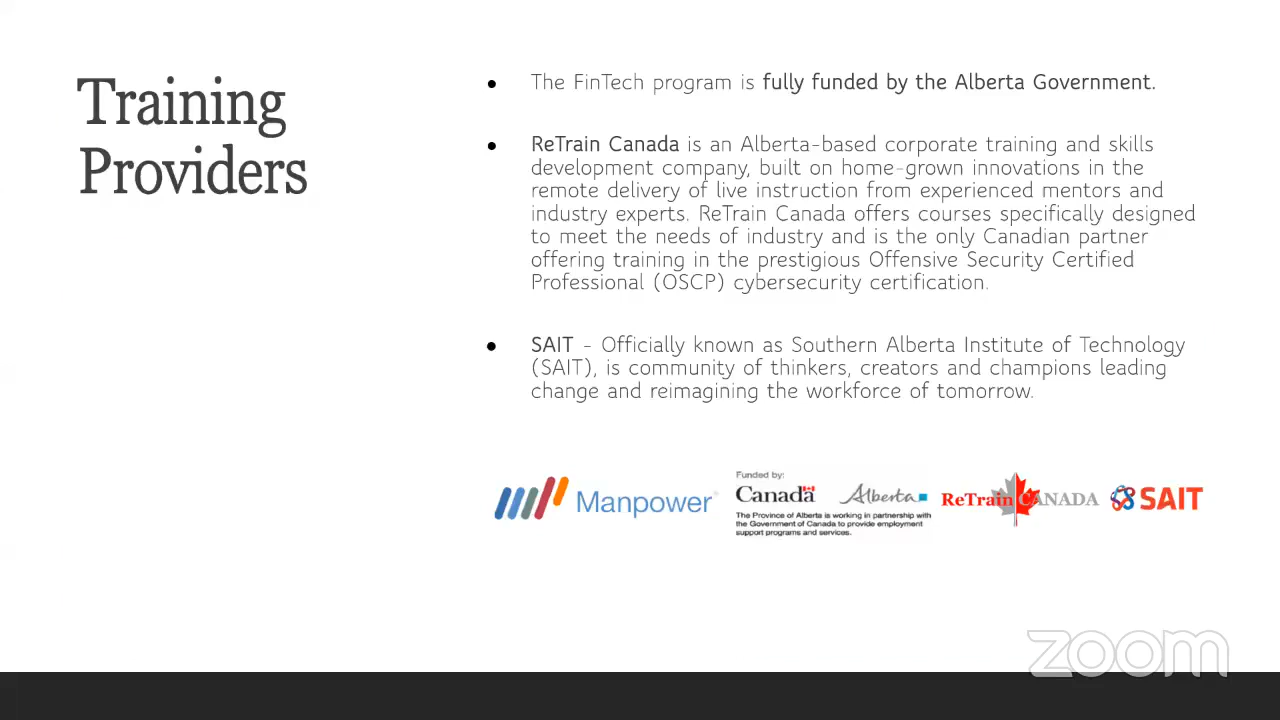 Training
Providers
● The FinTech program is fully funded by the Alberta Government.
● ReTrain Canada is an Alberta-based corporate training and skills
development company, built on home-grown innovations in the
remote delivery of live instruction from experienced mentors and
industry experts. ReTrain Canada offers courses specifically designed
to meet the needs of industry and is the only Canadian partner
offering training in the prestigious Offensive Security Certified
Professional (OSCP) cybersecurity certification.
● SAIT - Officially known as Southern Alberta Institute of Technology
(SAIT), is community of thinkers, creators and champions leading
change and reimagining the workforce of tomorrow.
Manpower
Funded by:
Canada Alberta
The Province of Alberta is working in partnership with
the Government of Canada to provide employment
support programs and services.
ReTrain CANADA
SAIT
zoom